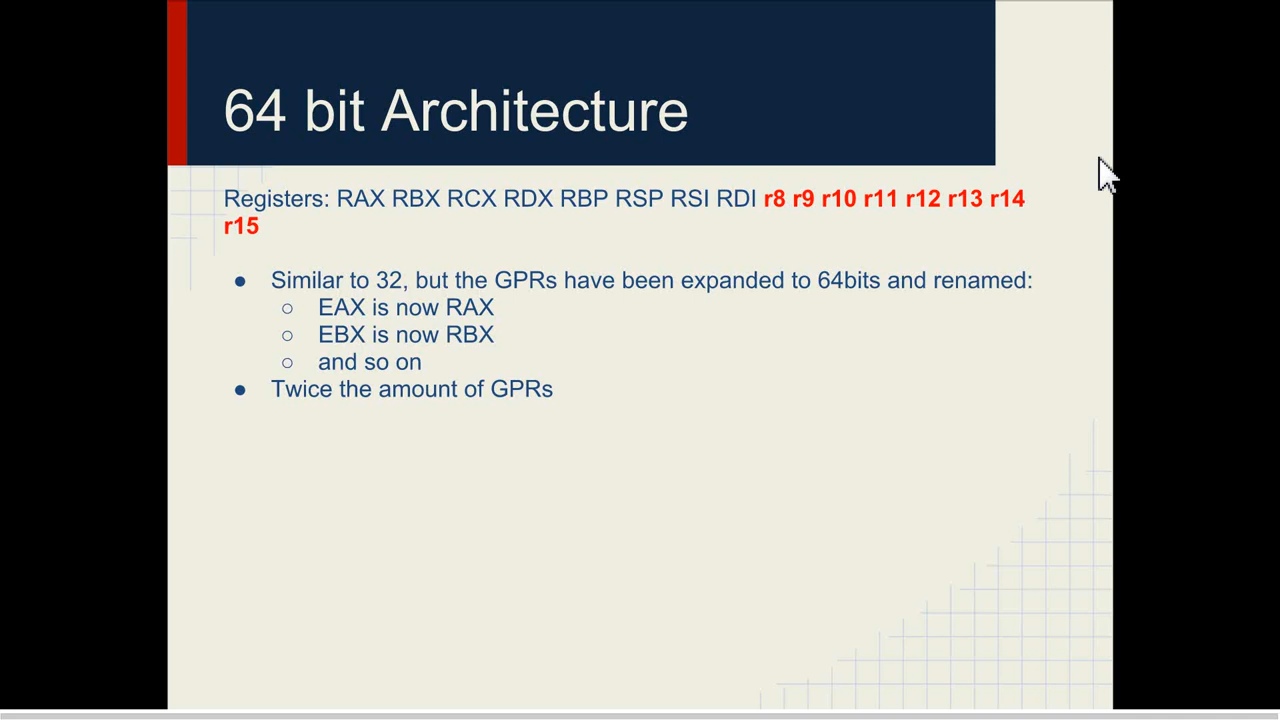 64 bit Architecture
Registers: RAX RBX RCX RDX RBP RSP RSI RDI r8 r9 r10 r11 r12 r13 r14
r15
● Similar to 32, but the GPRs have been expanded to 64bits and renamed:
○ EAX is now RAX
○ EBX is now RBX
○ and so on
● Twice the amount of GPRs